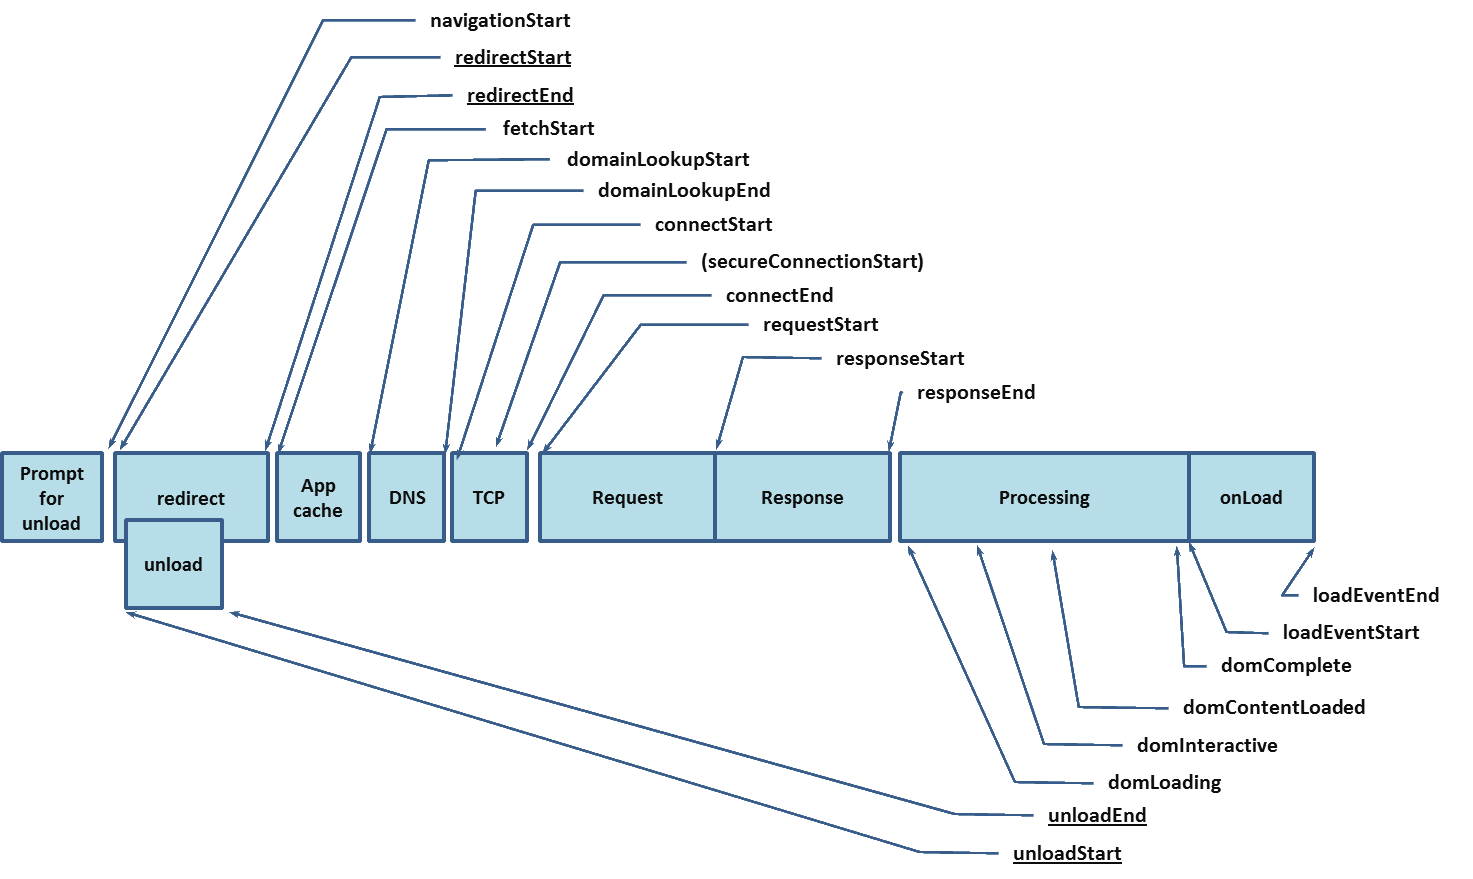 navigationStart
redirectStart
redirectEnd
fetchStart
domainLookupStart
domainLookupEnd
connectStart
(secureConnectionStart)
connectEnd
requestStart
responseStart
responseEnd
Prompt
for
unload
redirect
unload
App
cache
DNS
TCP
Request
Response
Processing
onLoad
loadEventEnd
loadEventStart
domComplete
domContentLoaded
domInteractive
domLoading
unloadEnd
unloadStart